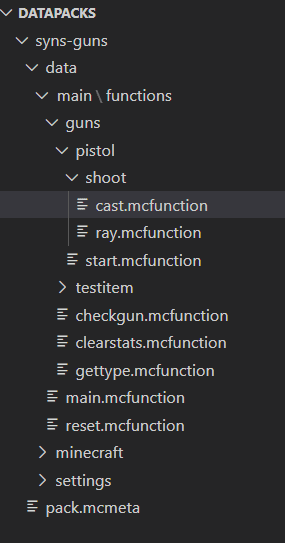 DATAPACKS
syns-guns
data
main \ functions
guns
pistol
shoot
cast.mcfunction
ray.mcfunction
start.mcfunction
testitem
checkgun.mcfunction
clearstats.mcfunction
gettype.mcfunction
main.mcfunction
reset.mcfunction
minecraft
settings
pack.mcmeta